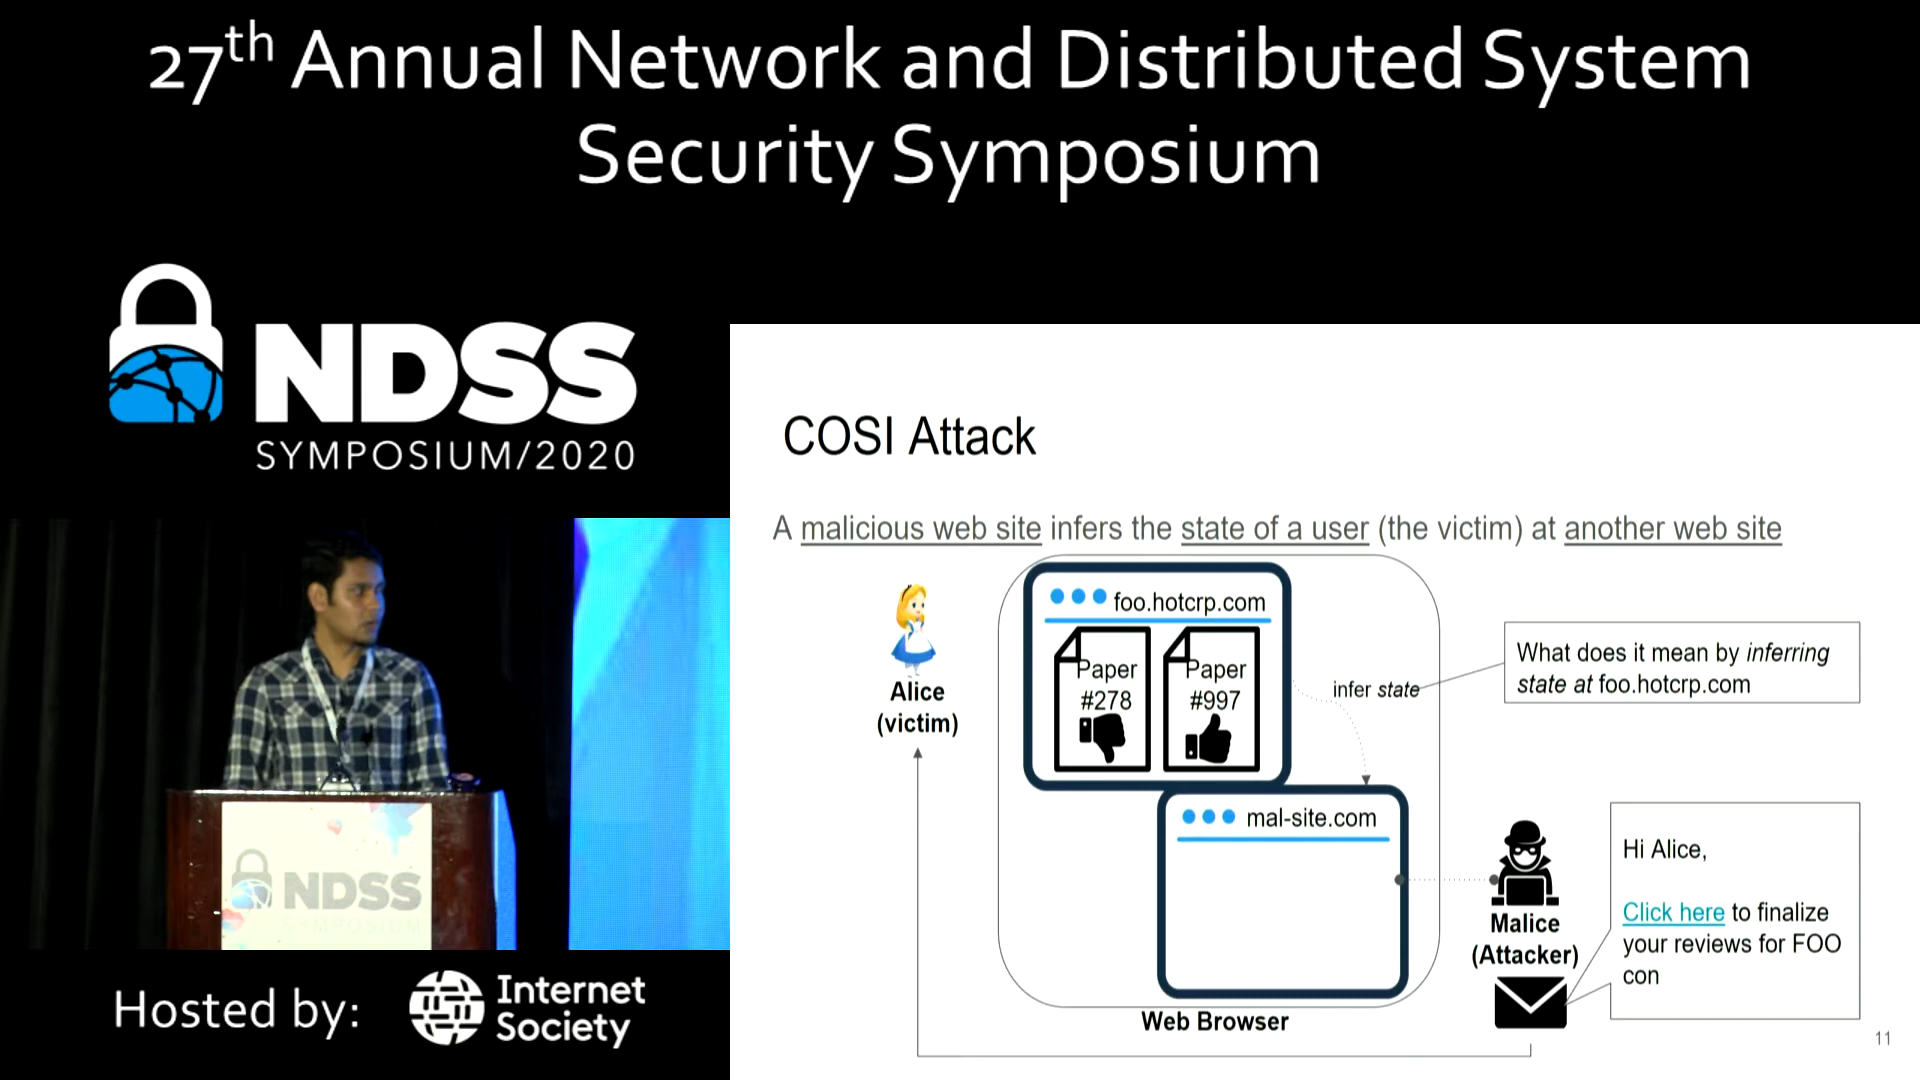 27th Annual Network and Distributed System
Security Symposium
NDSS
SYMPOSIUM/2020
COSI Attack
A malicious web site infers the state of a user (the victim) at another web site
foo.hotcrp.com
Paper
#278
Paper
#997
Alice
(victim)
infer state
What does it mean by inferring
state at foo.hotcrp.com
mal-site.com
Malice
(Attacker)
Hi Alice,
Click here to finalize
your reviews for FOO
con
Web Browser
11
NDSS
SYMPOSIUM
Hosted by:
Internet
Society